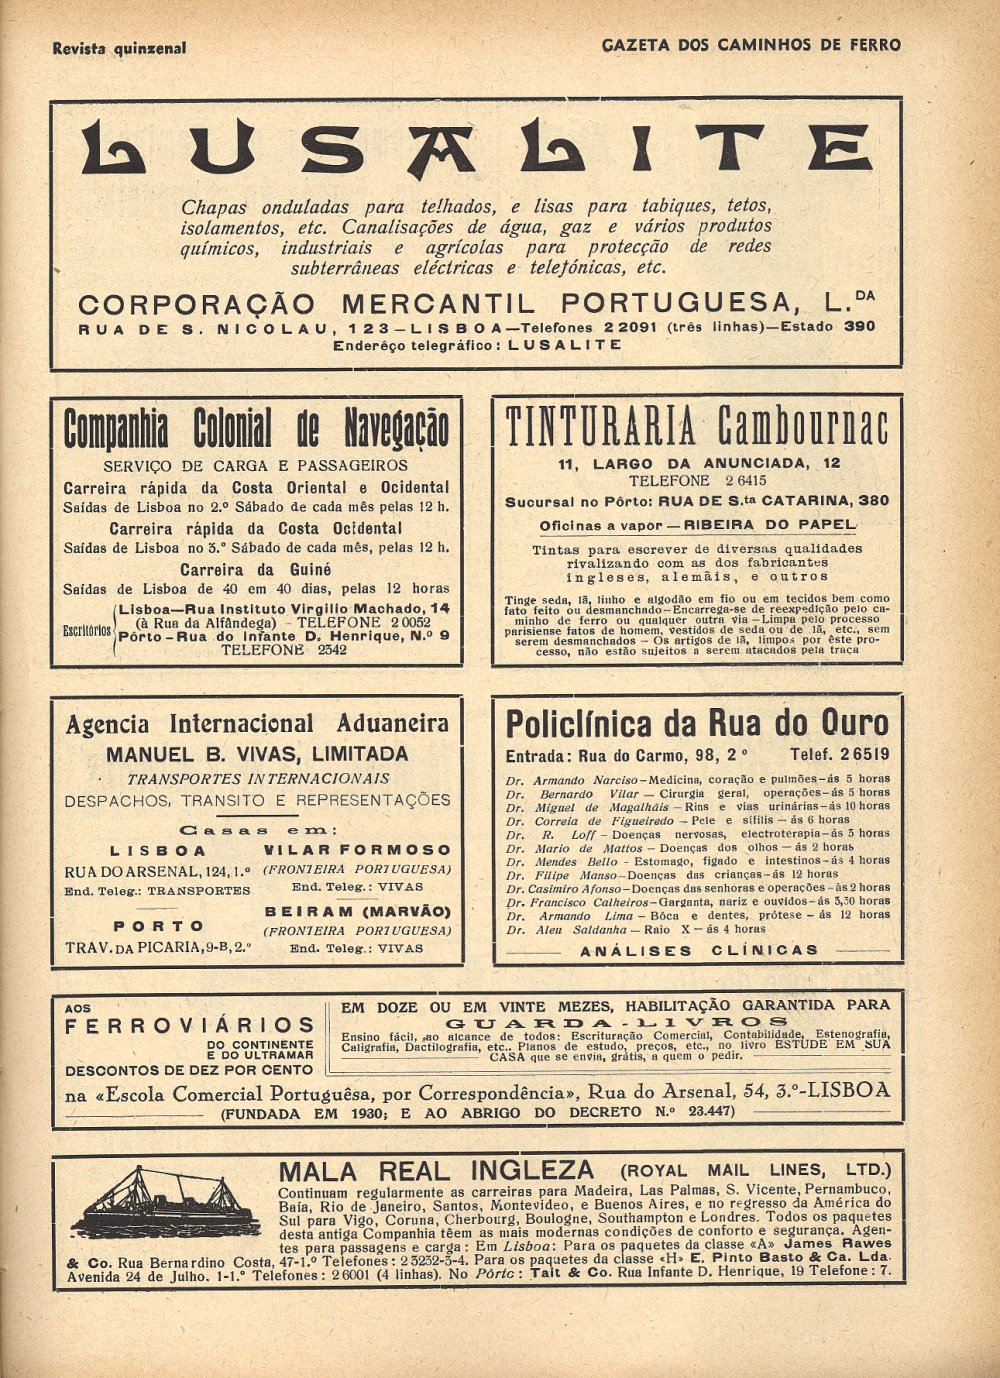 Revista quinzenal
GAZETA DOS CAMINHOS DE FERRO
LUSALITE
Chapas onduladas para telhados, e lisas para tabiques, tetos,
isolamentos, etc. Canalisações de água, gaz e vários produtos
químicos, industriais e agrícolas para protecção de redes
subterrâneas eléctricas e telefónicas, etc.
CORPORAÇÃO MERCANTIL PORTUGUESA, L.DA
RUA DE S. NICOLAU, 123—LISBOA—Telefones 2 2091 (três linhas)—Estado 390
Enderêço telegráfico: LUSALITE
Companhia Colonial de Navegação
SERVIÇO DE CARGA E PASSAGEIROS
Carreira rápida da Costa Oriental e Ocidental
Saídas de Lisboa no 2.º Sábado de cada mês pelas 12 h.
Carreira rápida da Costa Ocidental
Saídas de Lisboa no 3.º Sábado de cada mês, pelas 12 h.
Carreira da Guiné
Saídas de Lisboa de 40 em 40 dias, pelas 12 horas
Escritórios
Lisboa—Rua Instituto Virgilio Machado, 14
(à Rua da Alfândega) - TELEFONE 2 0052
Pôrto—Rua do Infante D. Henrique, N.º 9
TELEFONE 2342
TINTURARIA Cambournac
11, LARGO DA ANUNCIADA, 12
TELEFONE 2 6415
Sucursal no Pôrto: RUA DE S.ta CATARINA, 380
Oficinas a vapor — RIBEIRA DO PAPEL
Tintas para escrever de diversas qualidades
rivalizando com as dos fabricantes
ingleses, alemãis, e outros
Tinge seda, lã, linho e algodão em fio ou em tecidos bem como
fato feito ou desmanchado—Encarrega-se de reexpedição pelo ca-
minho de ferro ou qualquer outra via—Limpa pelo processo
parisiense fatos de homem, vestidos de seda ou de lã, etc., sem
serem desmanchados — Os artigos de lã, limpos por êste pro-
cesso, não estão sujeitos a serem atacados pela traça
Agencia Internacional Aduaneira
MANUEL B. VIVAS, LIMITADA
TRANSPORTES INTERNACIONAIS
DESPACHOS, TRANSITO E REPRESENTAÇÕES
Casas em:
LISBOA
RUA DO ARSENAL, 124, 1.º
End. Teleg.: TRANSPORTES
PORTO
TRAV. DA PICARIA, 9-B, 2.º
VILAR FORMOSO
(FRONTEIRA PORTUGUESA)
End. Teleg.: VIVAS
BEIRAM (MARVÃO)
(FRONTEIRA PORTUGUESA)
End. Teleg.: VIVAS
Policlínica da Rua do Ouro
Entrada: Rua do Carmo, 98, 2º Telef. 2 6519
Dr. Armando Narciso—Medicina, coração e pulmões—ás 5 horas
Dr. Bernardo Vilar — Cirurgia geral, operações—ás 5 horas
Dr. Miguel de Magalhãis — Rins e vias urinárias—ás 10 horas
Dr. Correia de Figueiredo — Pele e sífilis — ás 6 horas
Dr. R. Loff—Doenças nervosas, electroterapia—ás 3 horas
Dr. Mario de Mattos — Doenças dos olhos — ás 2 horas
Dr. Mendes Bello - Estomago, figado e intestinos—ás 4 horas
Dr. Filipe Manso—Doenças das crianças—ás 12 horas
Dr. Casimiro Afonso—Doenças das senhoras e operações—ás 2 horas
Dr. Francisco Calheiros—Garganta, nariz e ouvidos—ás 3,30 horas
Dr. Armando Lima — Bôca e dentes, prótese — ás 12 horas
Dr. Aleu Saldanha — Raio X — ás 4 horas
ANÁLISES CLÍNICAS
AOS
FERROVIÁRIOS
DO CONTINENTE
E DO ULTRAMAR
DESCONTOS DE DEZ POR CENTO
EM DOZE OU EM VINTE MEZES, HABILITAÇÃO GARANTIDA PARA
GUARDA-LIVROS
Ensino fácil, ao alcance de todos: Escrituração Comercial, Contabilidade, Estenografia,
Caligrafia, Dactilografia, etc.. Planos de estudo, preços, etc., no livro ESTUDE EM SUA
CASA que se envia, grátis, a quem o pedir.
na «Escola Comercial Portuguêsa, por Correspondência», Rua do Arsenal, 54, 3.º-LISBOA
(FUNDADA EM 1930; E AO ABRIGO DO DECRETO N.º 23.447)
MALA REAL INGLEZA (ROYAL MAIL LINES, LTD.)
Continuam regularmente as carreiras para Madeira, Las Palmas, S. Vicente, Pernambuco,
Baía, Rio de Janeiro, Santos, Montevideo, e Buenos Aires, e no regresso da América do
Sul para Vigo, Coruna, Cherbourg, Boulogne, Southampton e Londres. Todos os paquetes
desta antiga Companhia têem as mais modernas condições de conforto e segurança. Agen-
tes para passagens e carga: Em Lisboa: Para os paquetes da classe «A» James Rawes
& Co. Rua Bernardino Costa, 47-1.º Telefones: 2 3232-3-4. Para os paquetes da classe «H» E. Pinto Basto & Ca. Lda.
Avenida 24 de Julho, 1-1.º Telefones: 2 6001 (4 linhas). No Pôrto: Tait & Co. Rua Infante D. Henrique, 19 Telefone: 7.